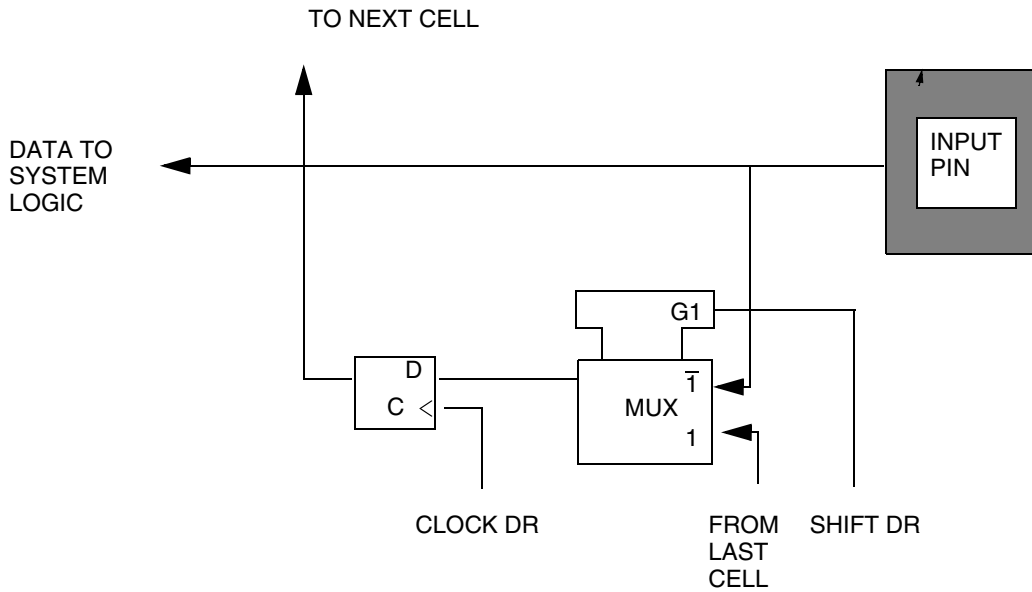 TO NEXT CELL
DATA TO
SYSTEM
LOGIC
INPUT
PIN
G1
D
C
MUX
1̅
1
CLOCK DR
FROM
LAST
CELL
SHIFT DR